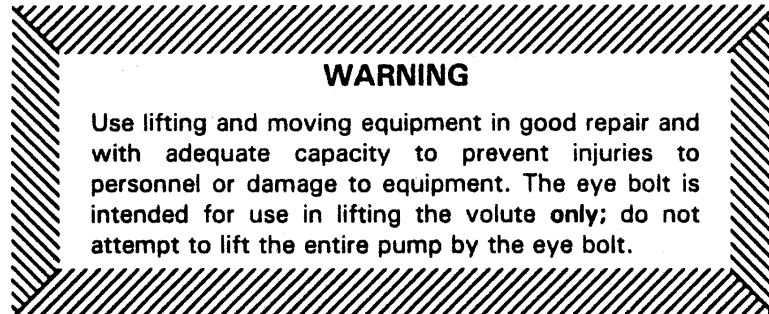 WARNING
Use lifting and moving equipment in good repair and
with adequate capacity to prevent injuries to
personnel or damage to equipment. The eye bolt is
intended for use in lifting the volute only; do not
attempt to lift the entire pump by the eye bolt.